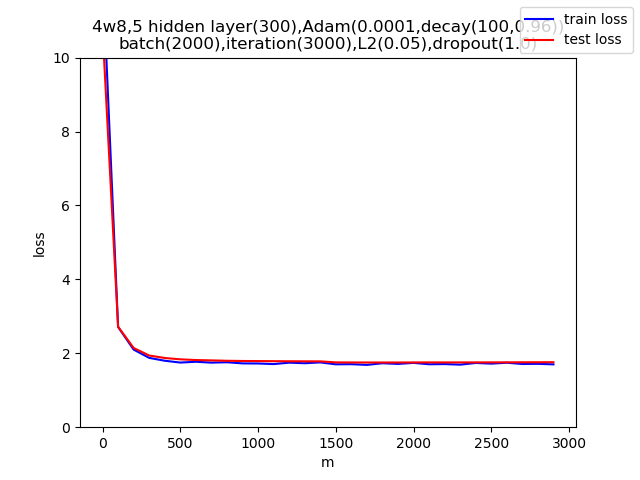 4w8,5 hidden layer(300),Adam(0.0001,decay(100,0.96))
batch(2000),iteration(3000),L2(0.05),dropout(1.0)
train loss
test loss
10
8
6
4
2
0
loss
0 500 1000 1500 2000 2500 3000
m